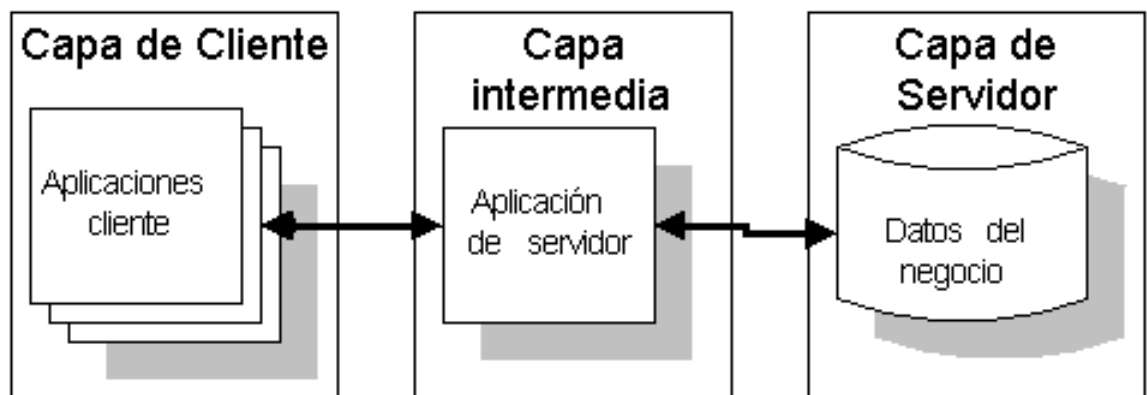 Capa de Cliente
Aplicaciones
cliente
Capa
intermedia
Aplicación
de servidor
Capa de
Servidor
Datos del
negocio